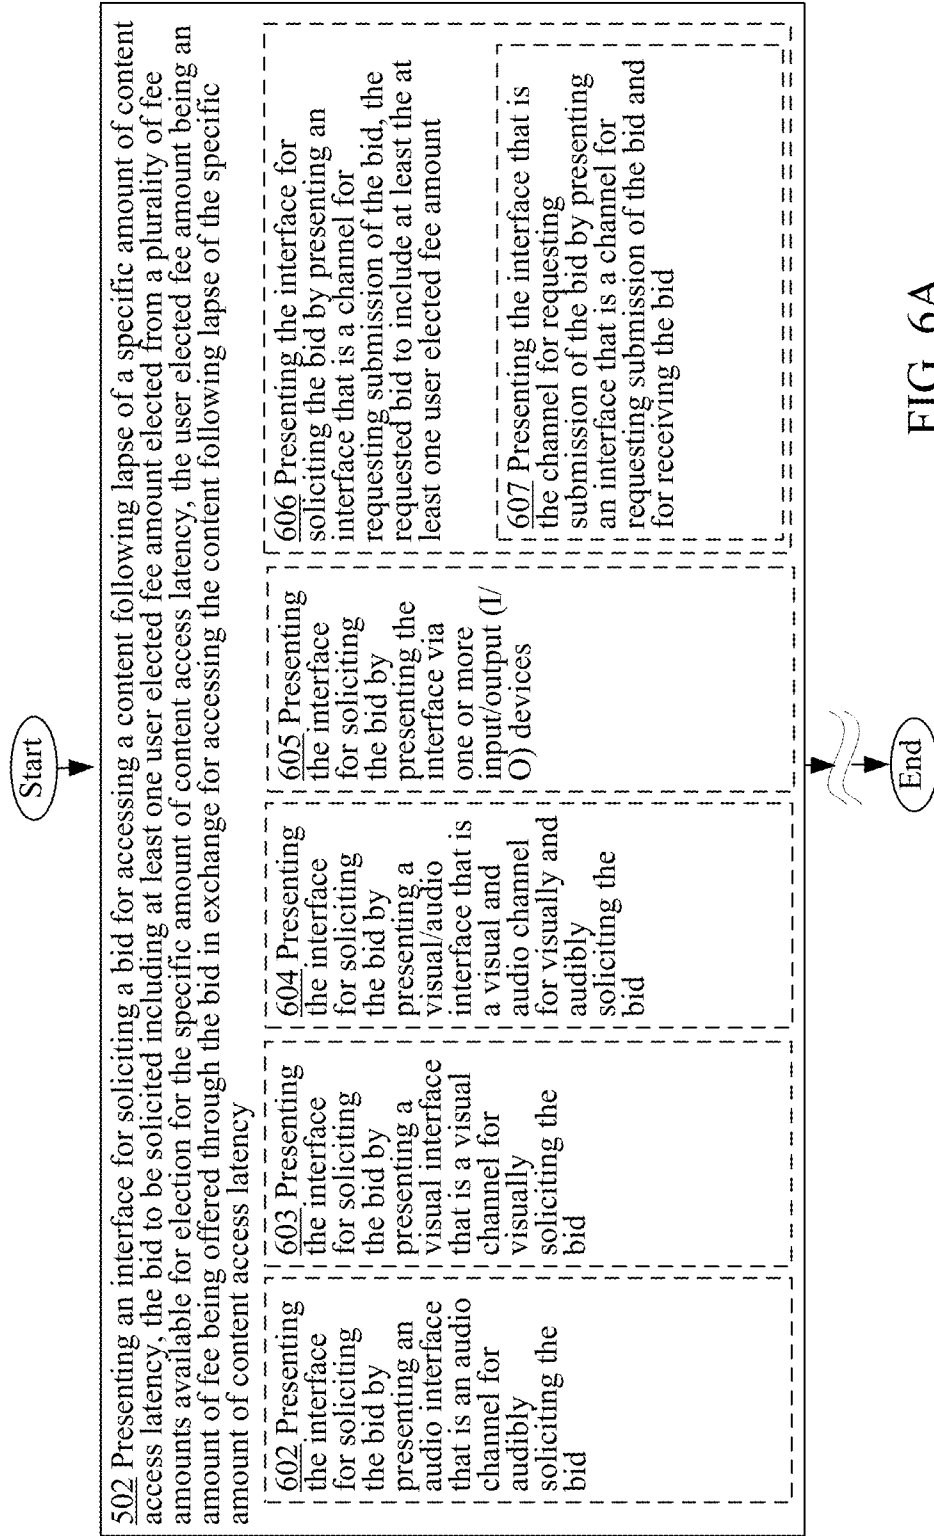 Start
502 Presenting an interface for soliciting a bid for accessing a content following lapse of a specific amount of content
access latency, the bid to be solicited including at least one user elected fee amount elected from a plurality of fee
amounts available for election for the specific amount of content access latency, the user elected fee amount being an
amount of fee being offered through the bid in exchange for accessing the content following lapse of the specific
amount of content access latency
602 Presenting
the interface
for soliciting
the bid by
presenting an
audio interface
that is an audio
channel for
audibly
soliciting the
bid
603 Presenting
the interface
for soliciting
the bid by
presenting a
visual interface
that is a visual
channel for
visually
soliciting the
bid
604 Presenting
the interface
for soliciting
the bid by
presenting a
visual/audio
interface that is
a visual and
audio channel
for visually and
audibly
soliciting the
bid
605 Presenting
the interface
for soliciting
the bid by
presenting the
interface via
one or more
input/output (I/
O) devices
606 Presenting the interface for
soliciting the bid by presenting an
interface that is a channel for
requesting submission of the bid, the
requested bid to include at least the at
least one user elected fee amount
607 Presenting the interface that is
the channel for requesting
submission of the bid by presenting
an interface that is a channel for
requesting submission of the bid and
for receiving the bid
End
FIG. 6A